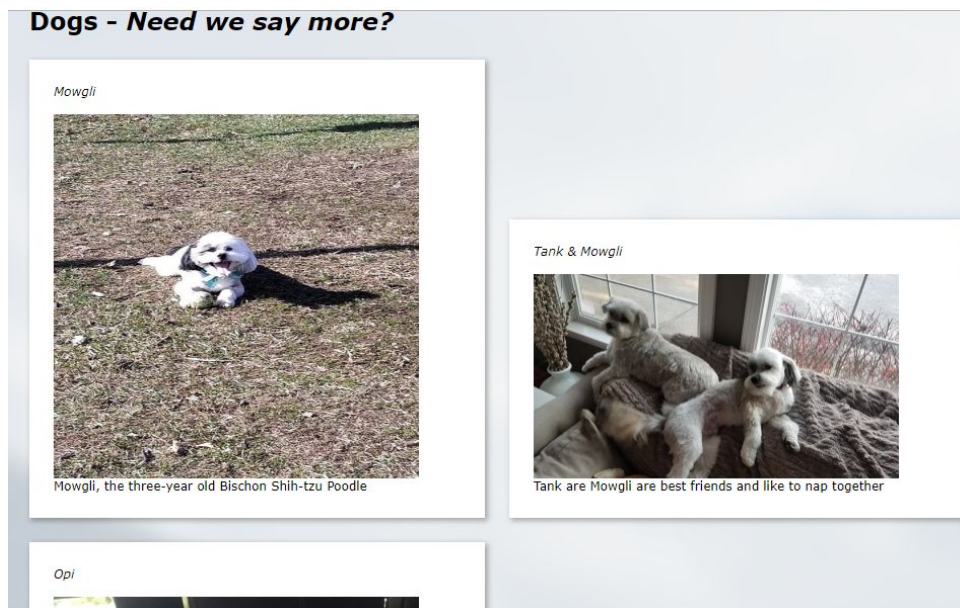 Dogs - Need we say more?
Mowgli
Mowgli, the three-year old Bischon Shih-tzu Poodle
Tank & Mowgli
Tank are Mowgli are best friends and like to nap together
Opi